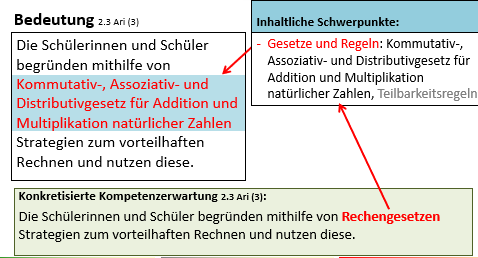 Bedeutung 2.3 Ari (3)
Die Schülerinnen und Schüler
begründen mithilfe von
Kommutativ-, Assoziativ- und
Distributivgesetz für Addition und
Multiplikation natürlicher Zahlen
Strategien zum vorteilhaften
Rechnen und nutzen diese.
Inhaltliche Schwerpunkte:
- Gesetze und Regeln: Kommutativ-,
Assoziativ- und Distributivgesetz für
Addition und Multiplikation
natürlicher Zahlen, Teilbarkeitsregeln
Konkretisierte Kompetenzerwartung 2.3 Ari (3):
Die Schülerinnen und Schüler begründen mithilfe von Rechengesetzen
Strategien zum vorteilhaften Rechnen und nutzen diese.